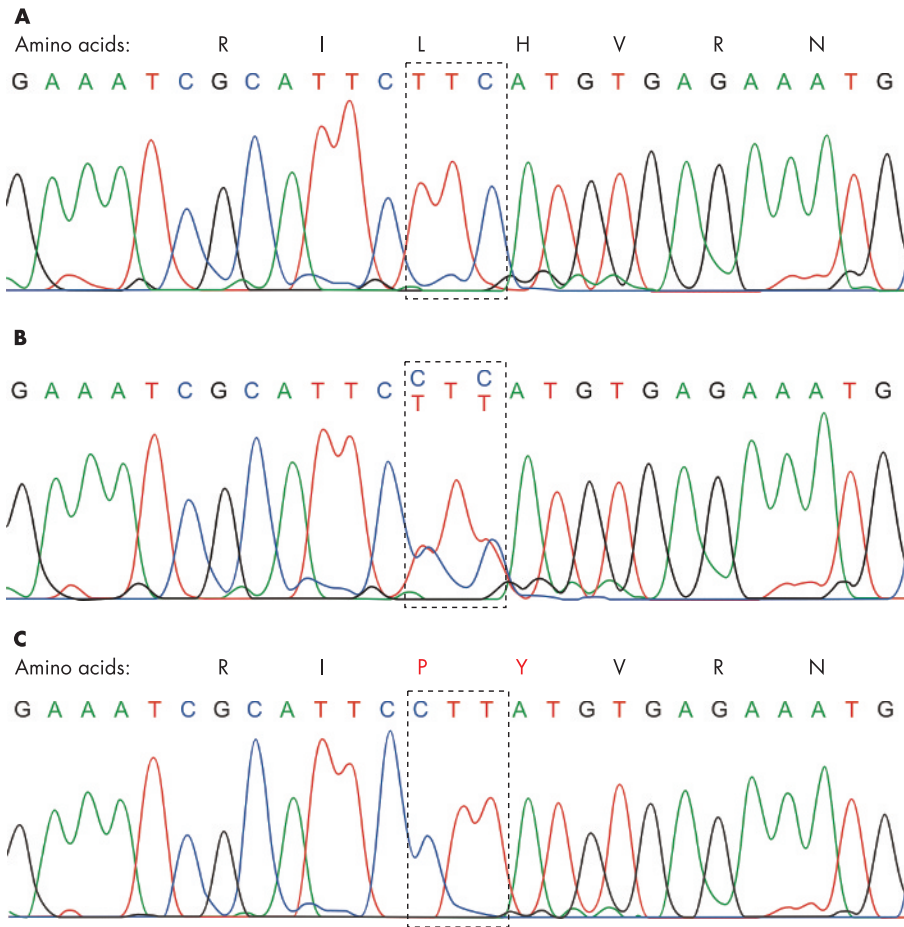 A
Amino acids: R I L H V R N
G A A A T C G C A T T C T T C A T G T G A G A A A T G
B
C C
G A A A T C G C A T T C T T T A T G T G A G A A A T G
C
Amino acids: R I P Y V R N
G A A A T C G C A T T C C T T A T G T G A G A A A T G